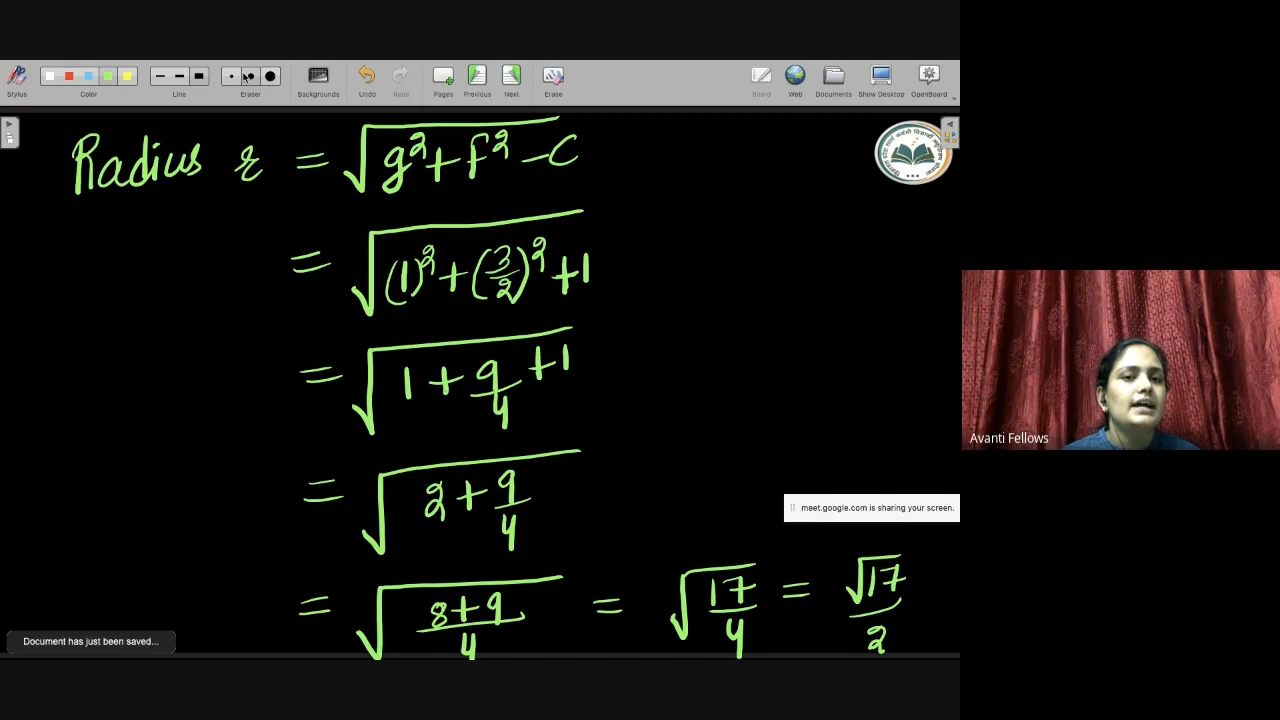 Stylus Color Line Eraser Backgrounds Undo Redo Pages Previous Next Erase Board Web Documents Show Desktop OpenBoard
Radius r = √(g² + f² - c)
= √((1)² + (3/2)² + 1)
= √(1 + 9/4 + 1)
= √(2 + 9/4)
= √((8+9)/4) = √(17/4) = √17/2
Avanti Fellows
meet.google.com is sharing your screen.
Document has just been saved...